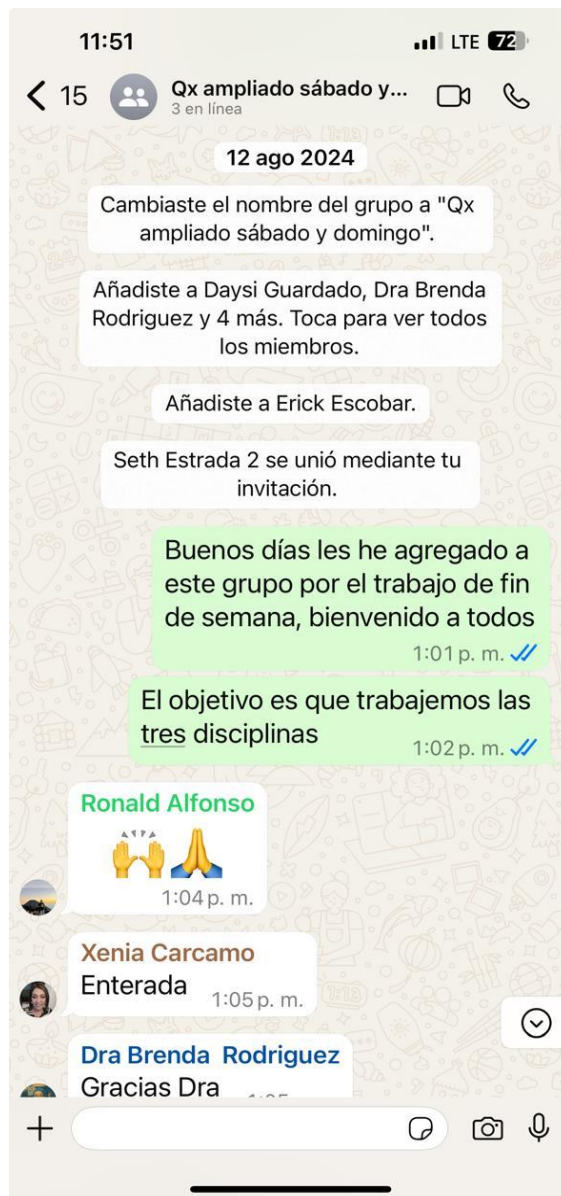 11:51
LTE 72
15
Qx ampliado sábado y...
3 en línea
12 ago 2024
Cambiaste el nombre del grupo a "Qx
ampliado sábado y domingo".
Añadiste a Daysi Guardado, Dra Brenda
Rodriguez y 4 más. Toca para ver todos
los miembros.
Añadiste a Erick Escobar.
Seth Estrada 2 se unió mediante tu
invitación.
Buenos días les he agregado a
este grupo por el trabajo de fin
de semana, bienvenido a todos
1:01 p. m.
El objetivo es que trabajemos las
tres disciplinas
1:02 p. m.
Ronald Alfonso
🙌🙏
1:04 p. m.
Xenia Carcamo
Enterada
1:05 p. m.
Dra Brenda Rodriguez
Gracias Dra